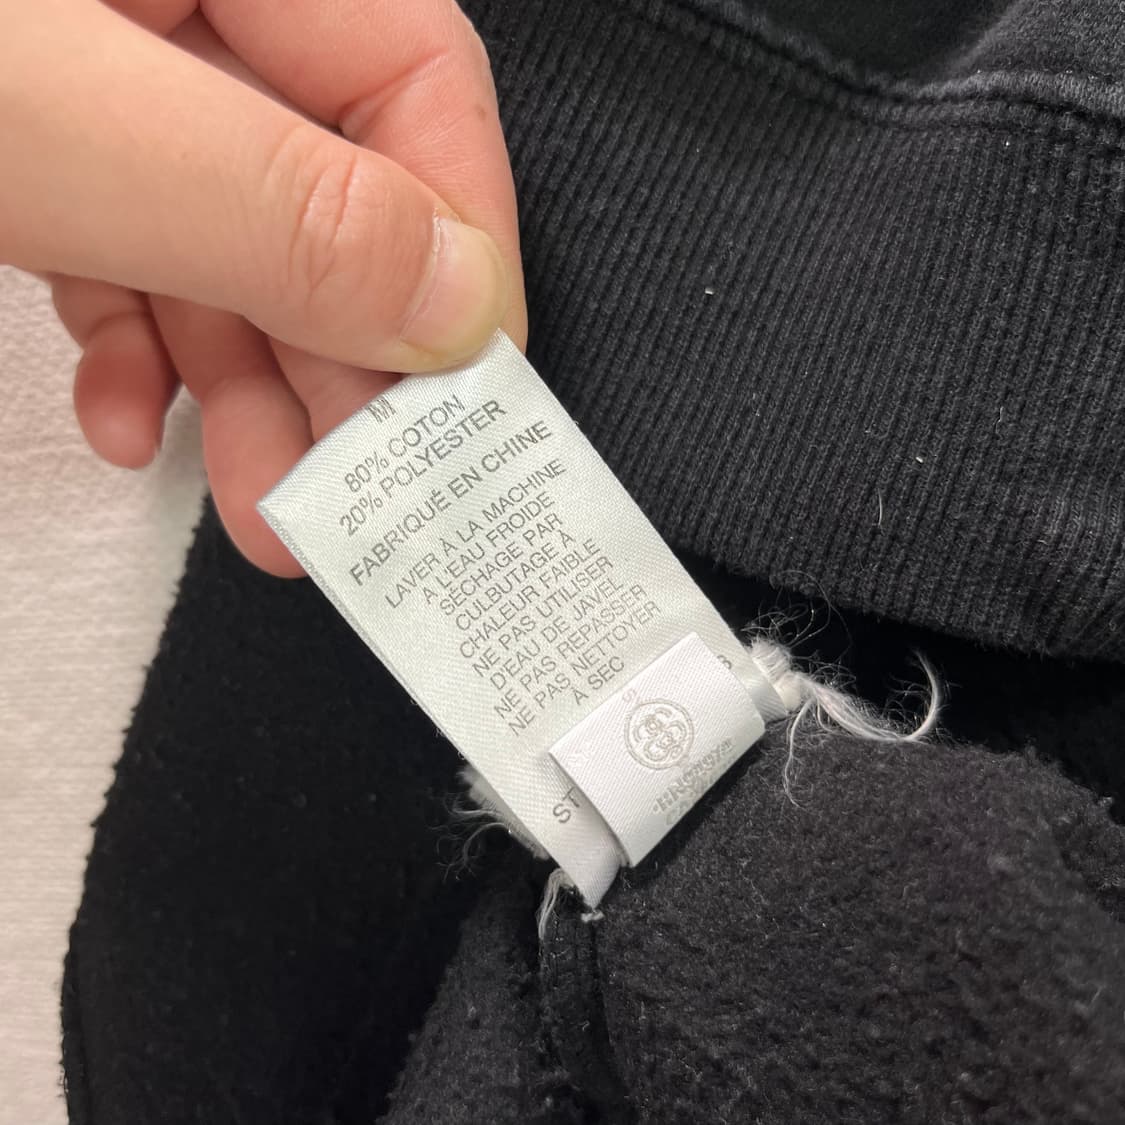 M
80% COTON
20% POLYESTER
FABRIQUÉ EN CHINE
LAVER À LA MACHINE
A L'EAU FROIDE
SÉCHAGE PAR
CULBUTAGE À
CHALEUR FAIBLE
NE PAS UTILISER
D'EAU DE JAVEL
NE PAS REPASSER
NE PAS NETTOYER
À SEC
ST